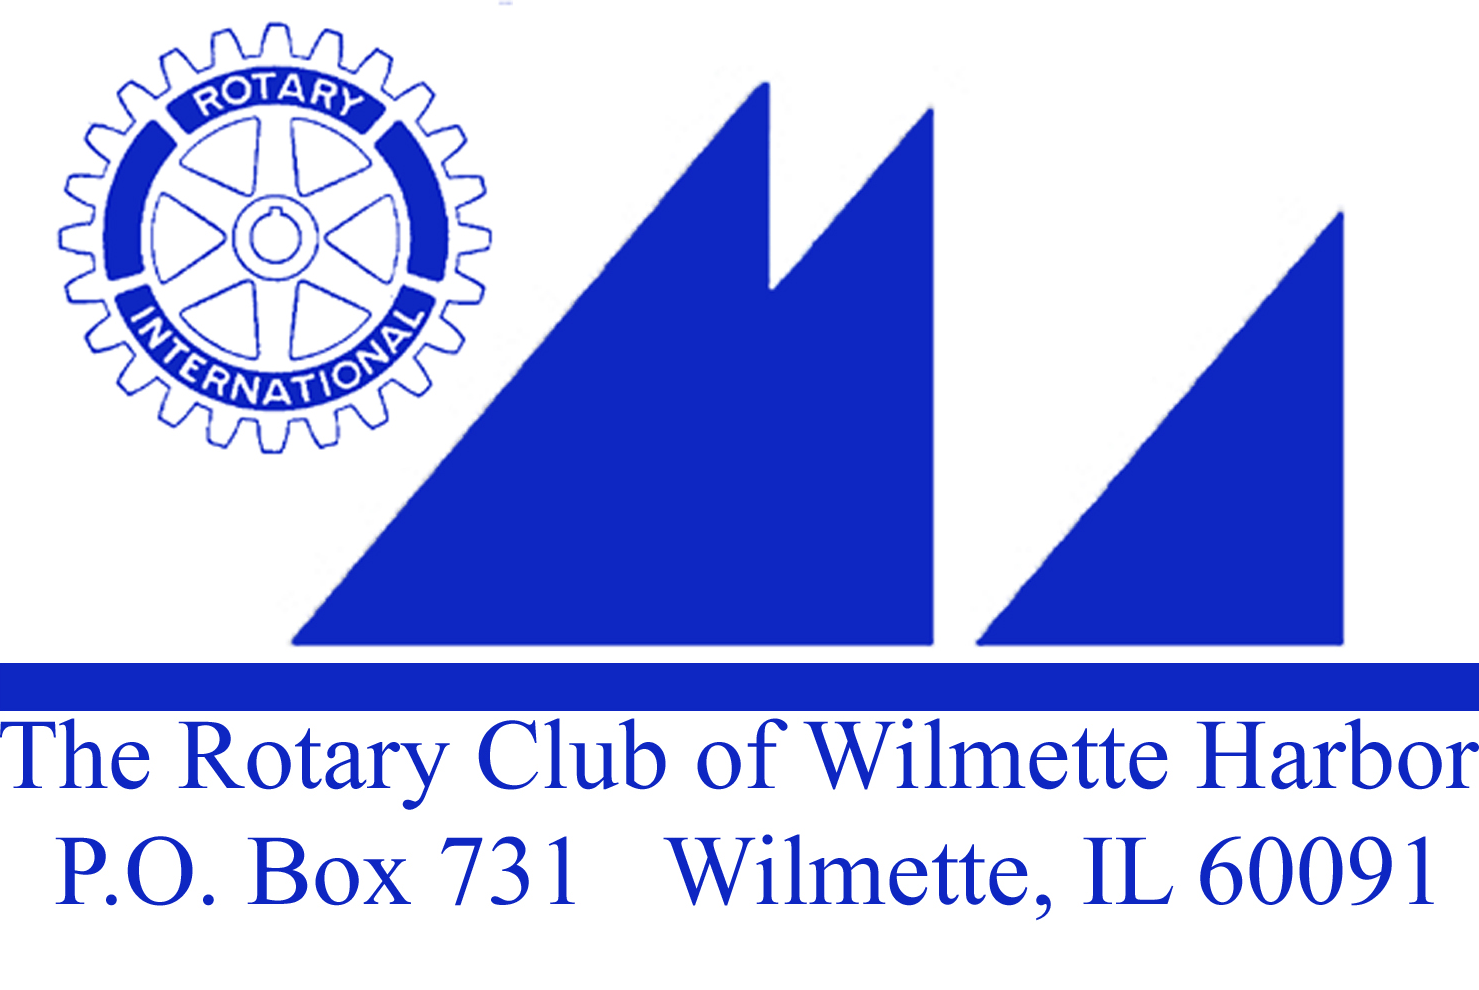 ROTARY
INTERNATIONAL
The Rotary Club of Wilmette Harbor
P.O. Box 731 Wilmette, IL 60091